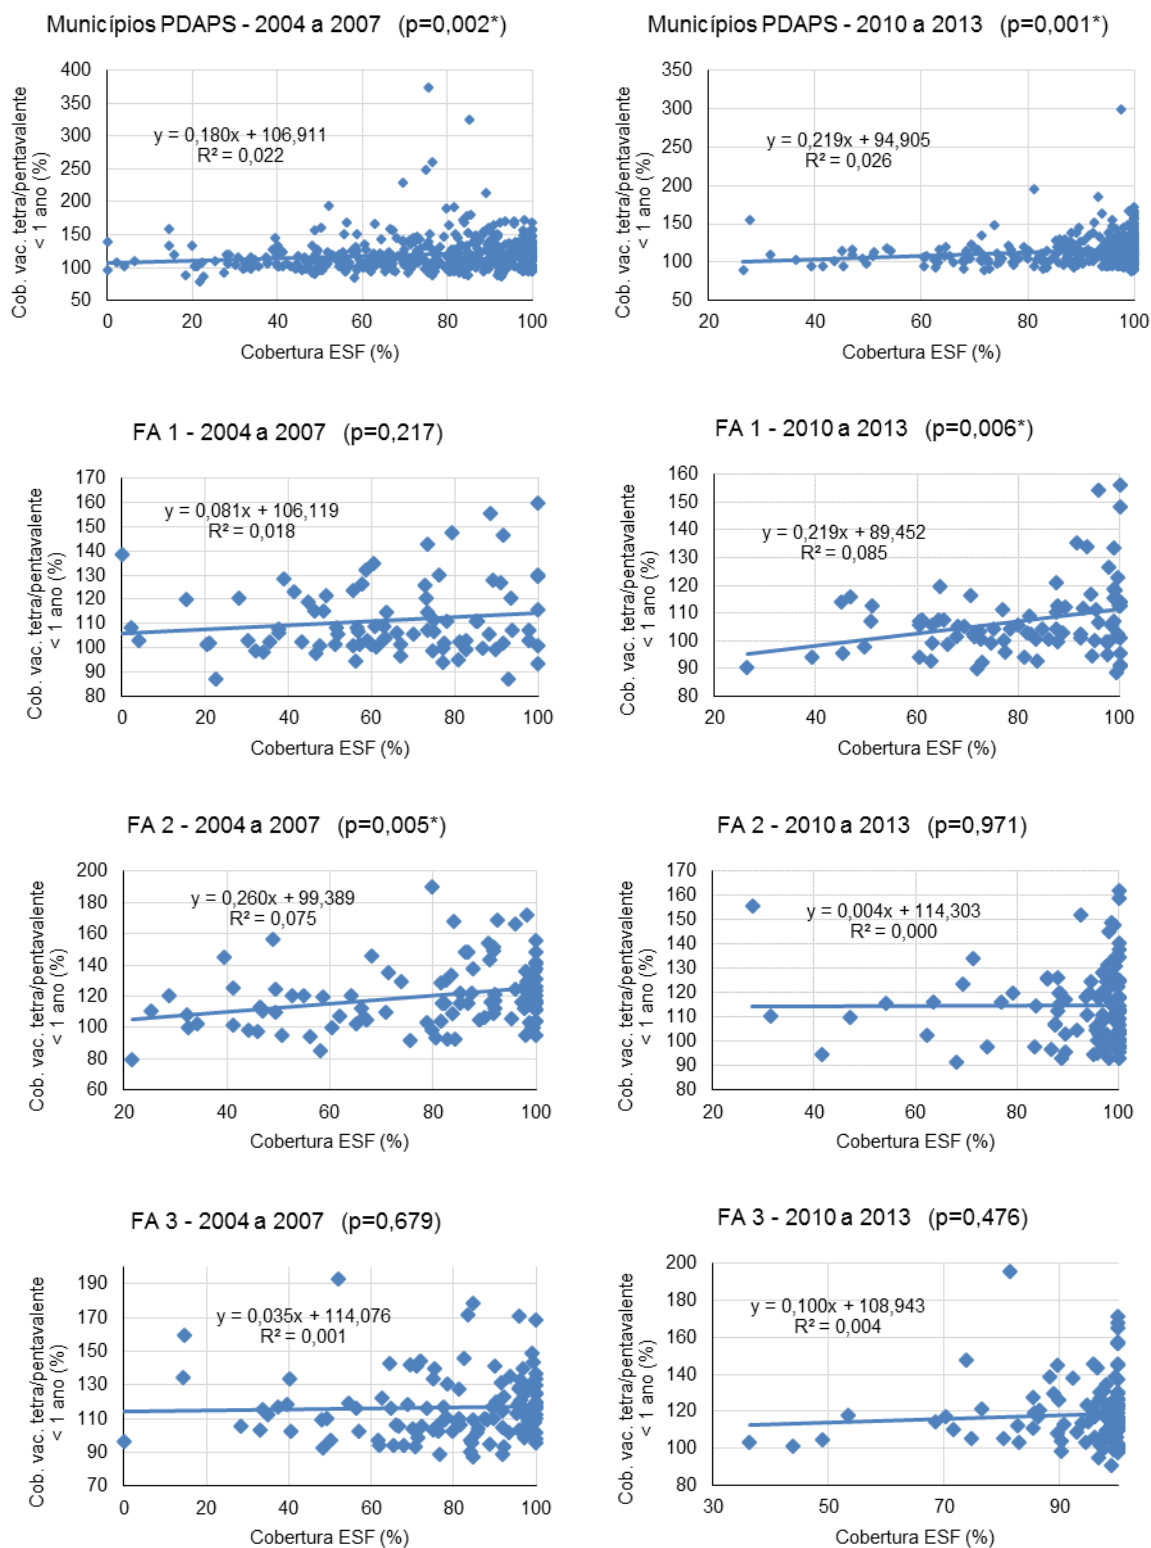 Municípios PDAPS - 2004 a 2007 (p=0,002*)
Cob. vac. tetra/pentavalente
< 1 ano (%)
400
350
300
250
200
150
100
50
y = 0,180x + 106,911
R² = 0,022
0 10 20 30 40 50 60 70 80 90 100
Cobertura ESF (%)
Municípios PDAPS - 2010 a 2013 (p=0,001*)
Cob. vac. tetra/pentavalente
< 1 ano (%)
350
300
250
200
150
100
50
y = 0,219x + 94,905
R² = 0,026
20 40 60 80 100
Cobertura ESF (%)
FA 1 - 2004 a 2007 (p=0,217)
Cob. vac. tetra/pentavalente
< 1 ano (%)
170
160
150
140
130
120
110
100
90
80
y = 0,081x + 106,119
R² = 0,018
0 20 40 60 80 100
Cobertura ESF (%)
FA 1 - 2010 a 2013 (p=0,006*)
Cob. vac. tetra/pentavalente
< 1 ano (%)
160
150
140
130
120
110
100
90
80
y = 0,219x + 89,452
R² = 0,085
20 40 60 80 100
Cobertura ESF (%)
FA 2 - 2004 a 2007 (p=0,005*)
Cob. vac. tetra/pentavalente
< 1 ano (%)
200
180
160
140
120
100
80
60
y = 0,260x + 99,389
R² = 0,075
20 40 60 80 100
Cobertura ESF (%)
FA 2 - 2010 a 2013 (p=0,971)
Cob. vac. tetra/pentavalente
< 1 ano (%)
170
160
150
140
130
120
110
100
90
80
y = 0,004x + 114,303
R² = 0,000
20 40 60 80 100
Cobertura ESF (%)
FA 3 - 2004 a 2007 (p=0,679)
Cob. vac. tetra/pentavalente
< 1 ano (%)
190
170
150
130
110
90
70
y = 0,035x + 114,076
R² = 0,001
0 20 40 60 80 100
Cobertura ESF (%)
FA 3 - 2010 a 2013 (p=0,476)
Cob. vac. tetra/pentavalente
< 1 ano (%)
200
180
160
140
120
100
80
y = 0,100x + 108,943
R² = 0,004
30 50 70 90
Cobertura ESF (%)